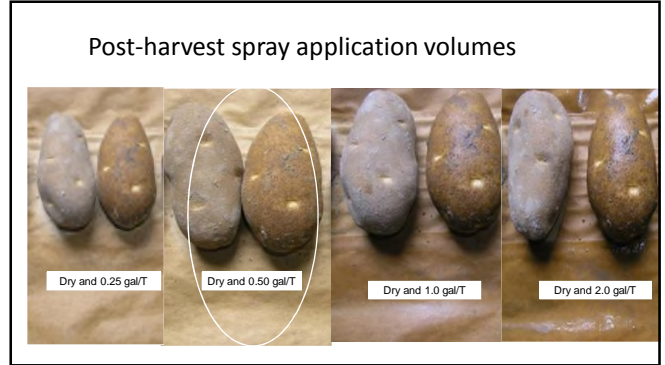 Post-harvest spray application volumes
Dry and 0.25 gal/T
Dry and 0.50 gal/T
Dry and 1.0 gal/T
Dry and 2.0 gal/T